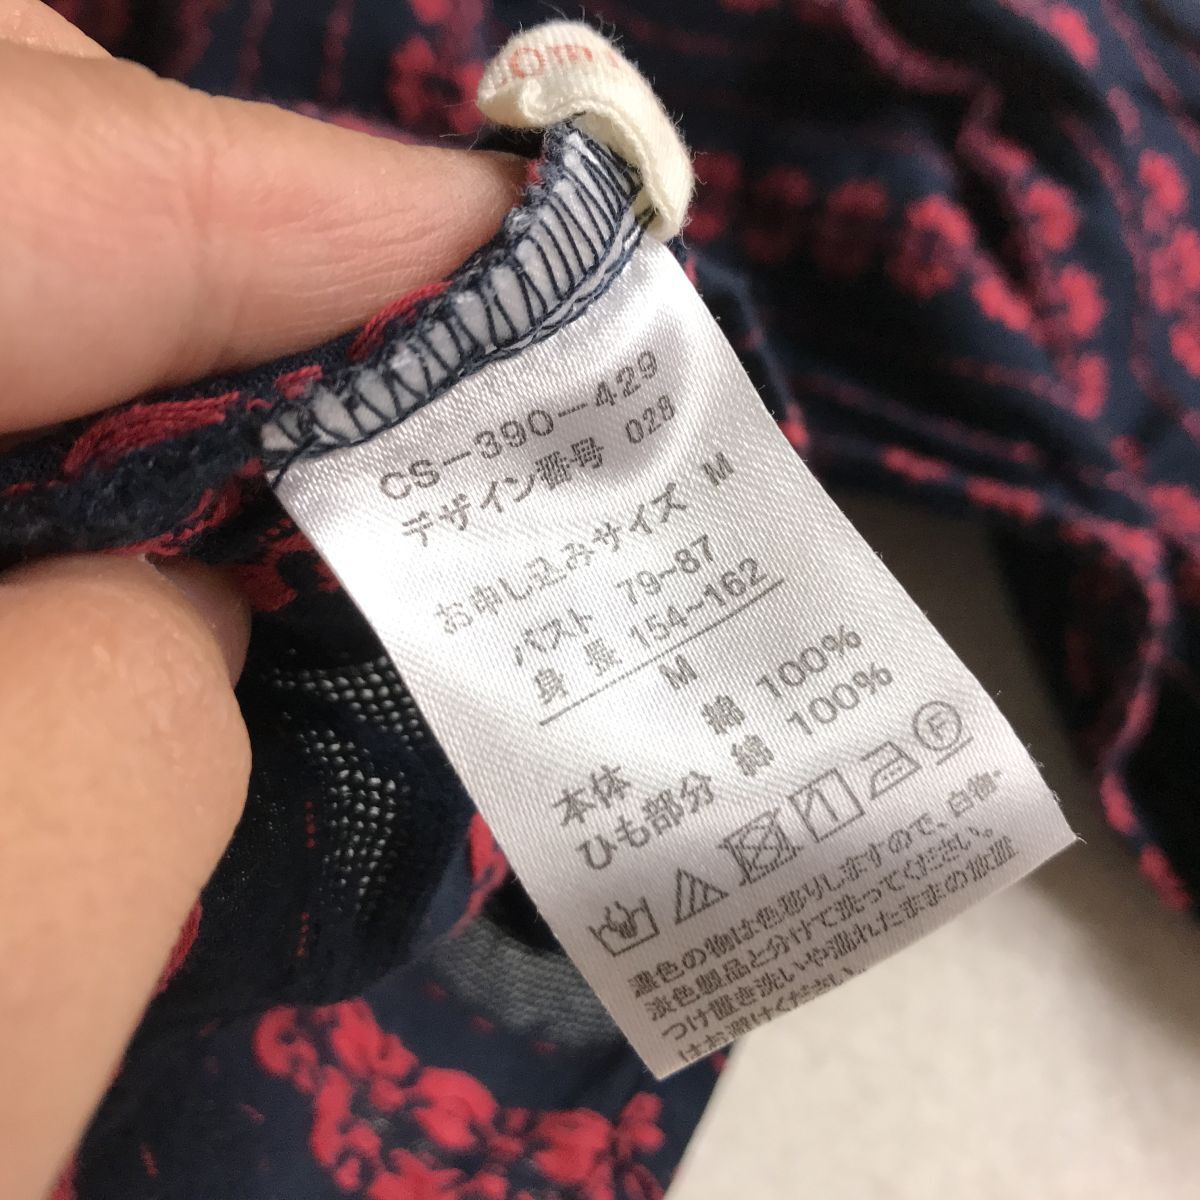 CS-390-429
デザイン番号 028
お申し込みサイズ M
バスト 79~87
身長 154~162
M
本体 綿 100%
ひも部分 綿 100%
F
濃色の物は色移りしますので、白物・
淡色製品と分けて洗ってください。
つけ置き洗いや濡れたままの放置
はお避けください。